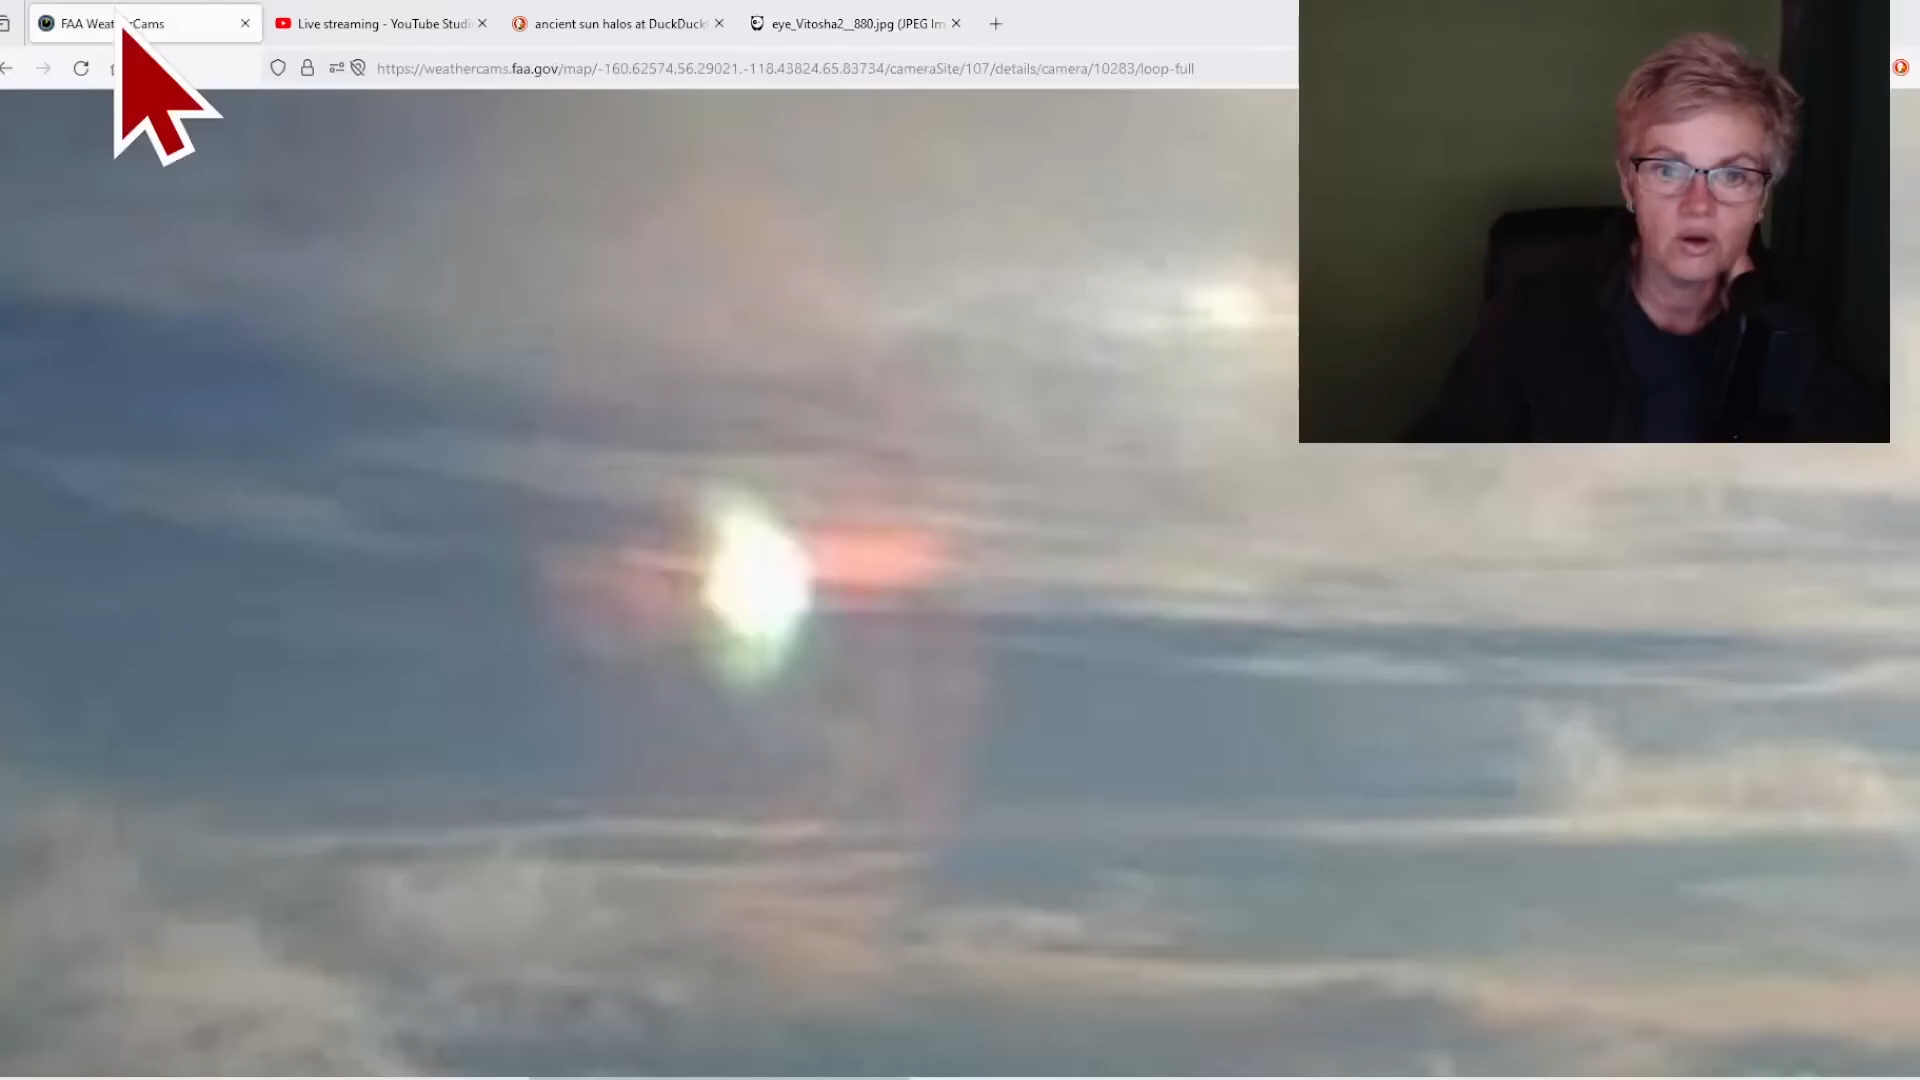 FAA Wea Cams
Live streaming - YouTube Studi
ancient sun halos at DuckDuck
eye_Vitosha2__880.jpg (JPEG Im
https://weathercams.faa.gov/map/-160.62574,56.29021,-118.43824,65.83734/cameraSite/107/details/camera/10283/loop-full